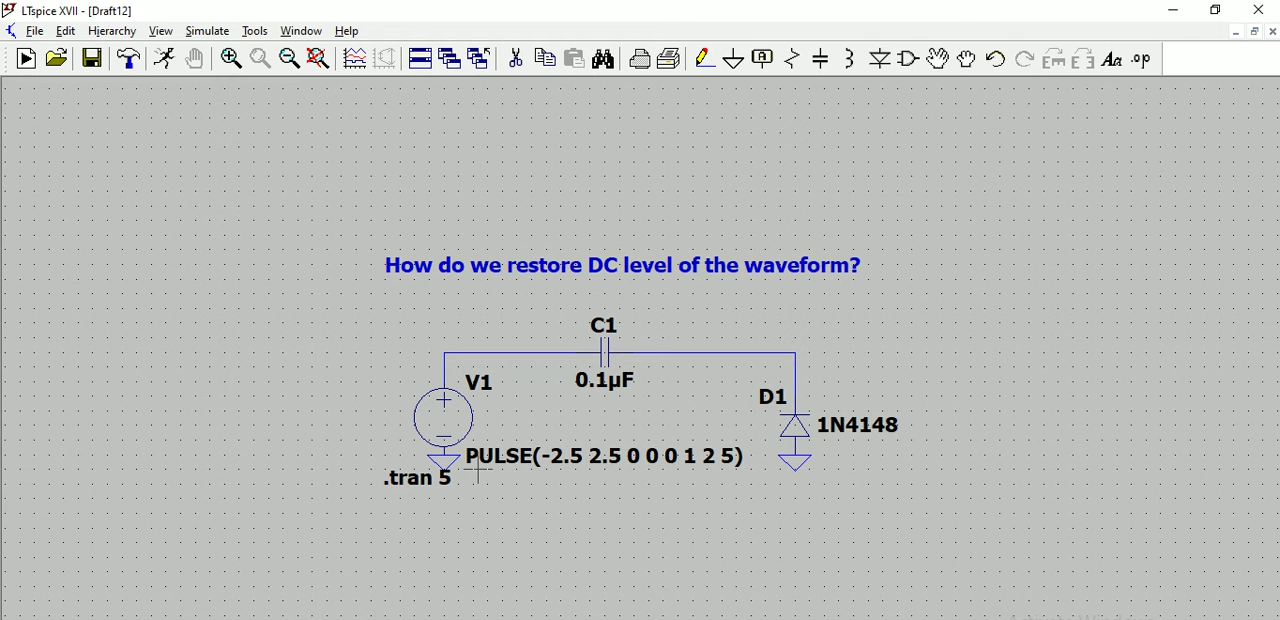 LTspice XVII - [Draft12]
File Edit Hierarchy View Simulate Tools Window Help
Aa .op
How do we restore DC level of the waveform?
C1
0.1µF
V1
D1
1N4148
PULSE(-2.5 2.5 0 0 0 1 2 5)
.tran 5